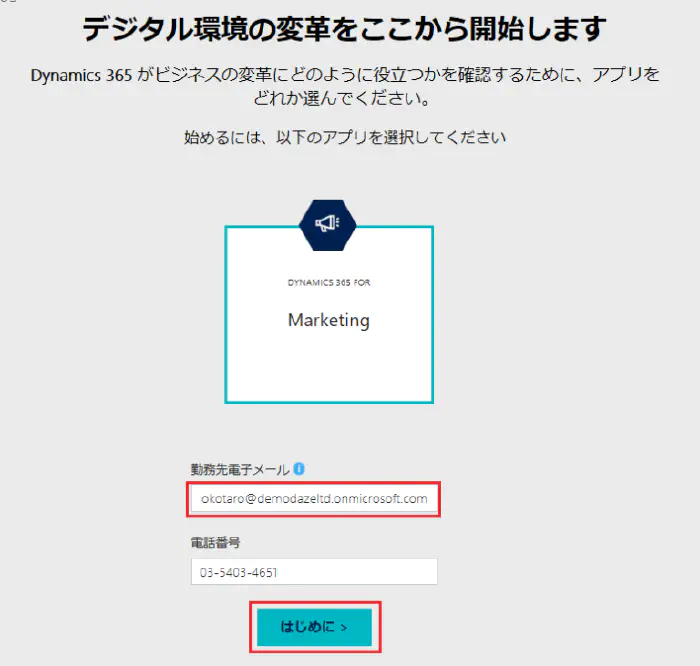 デジタル環境の変革をここから開始します
Dynamics 365 がビジネスの変革にどのように役立つかを確認するために、アプリを
どれか選んでください。
始めるには、以下のアプリを選択してください
DYNAMICS 365 FOR
Marketing
勤務先電子メール
okotaro@demodazeltd.onmicrosoft.com
電話番号
03-5403-4651
はじめに >